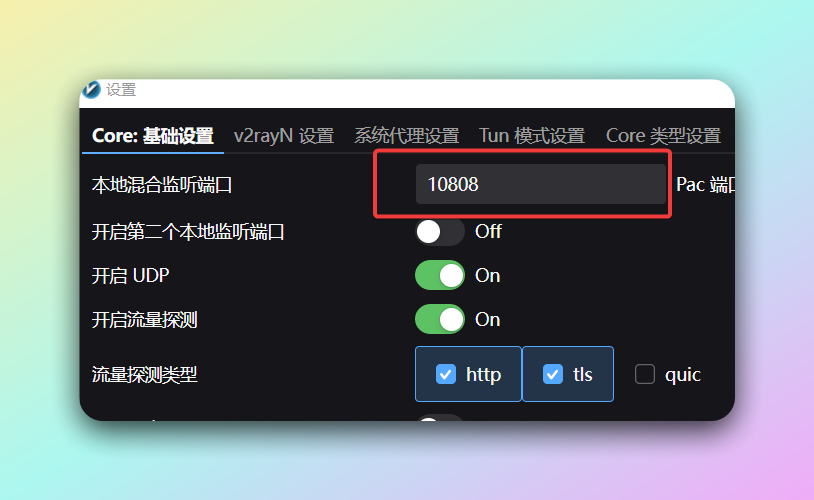 设置
Core: 基础设置 v2rayN 设置 系统代理设置 Tun 模式设置 Core 类型设置
本地混合监听端口 10808 Pac 端口
开启第二个本地监听端口 Off
开启 UDP On
开启流量探测 On
流量探测类型 http tls quic